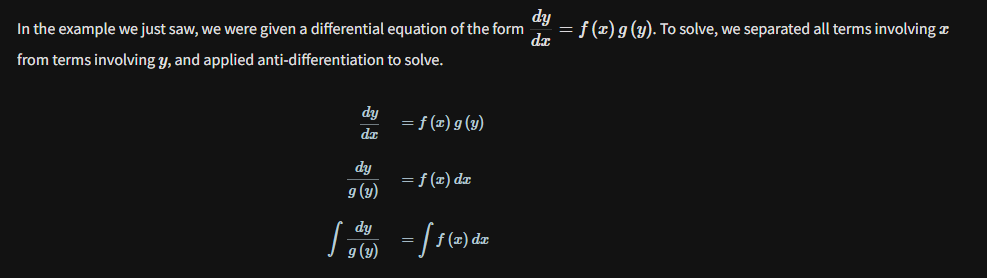 In the example we just saw, we were given a differential equation of the form dy/dx = f (x) g (y). To solve, we separated all terms involving x
from terms involving y, and applied anti-differentiation to solve.
dy/dx = f (x) g (y)
dy/g (y) = f (x) dx
∫ dy/g (y) = ∫ f (x) dx